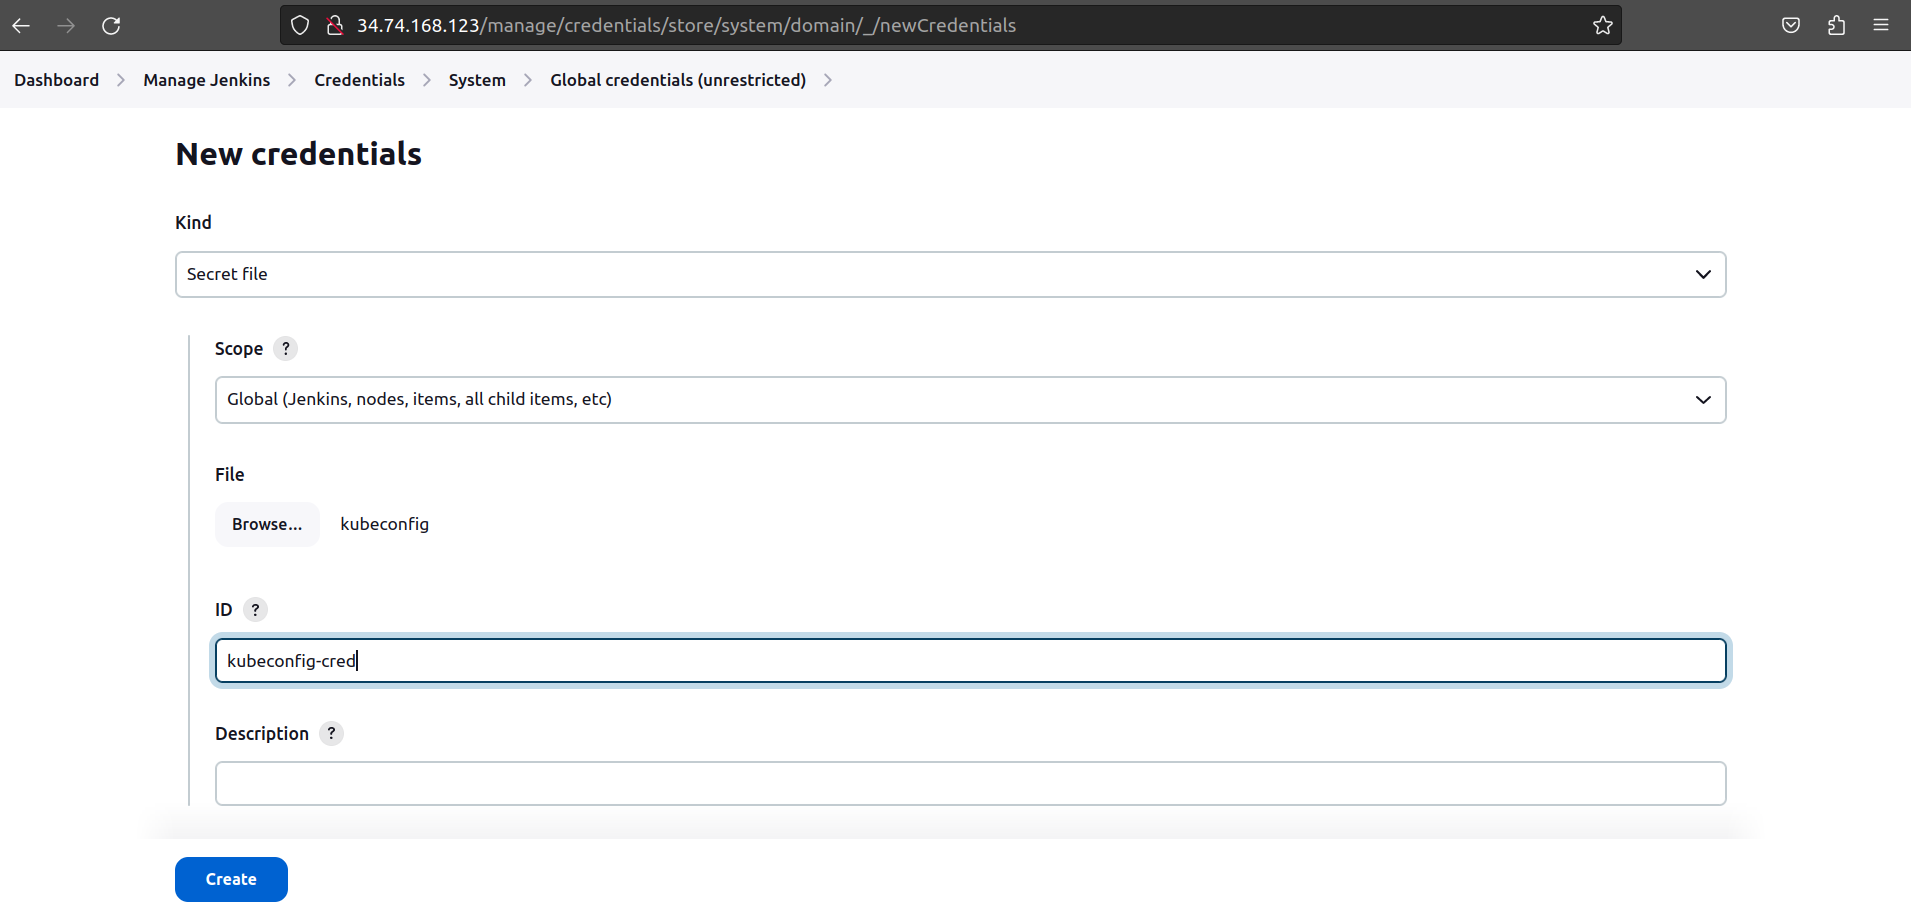 34.74.168.123/manage/credentials/store/system/domain/_/newCredentials
Dashboard > Manage Jenkins > Credentials > System > Global credentials (unrestricted) >
New credentials
Kind
Secret file
Scope ?
Global (Jenkins, nodes, items, all child items, etc)
File
Browse... kubeconfig
ID ?
kubeconfig-cred
Description ?
Create